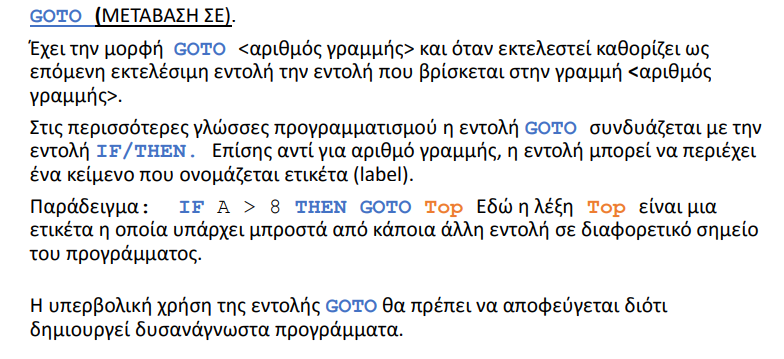 GOTO (ΜΕΤΑΒΑΣΗ ΣΕ).
Έχει την μορφή GOTO <αριθμός γραμμής> και όταν εκτελεστεί καθορίζει ως
επόμενη εκτελέσιμη εντολή την εντολή που βρίσκεται στην γραμμή <αριθμός
γραμμής>.
Στις περισσότερες γλώσσες προγραμματισμού η εντολή GOTO συνδυάζεται με την
εντολή IF/THEN. Επίσης αντί για αριθμό γραμμής, η εντολή μπορεί να περιέχει
ένα κείμενο που ονομάζεται ετικέτα (label).
Παράδειγμα: IF A > 8 THEN GOTO Top Εδώ η λέξη Top είναι μια
ετικέτα η οποία υπάρχει μπροστά από κάποια άλλη εντολή σε διαφορετικό σημείο
του προγράμματος.
Η υπερβολική χρήση της εντολής GOTO θα πρέπει να αποφεύγεται διότι
δημιουργεί δυσανάγνωστα προγράμματα.